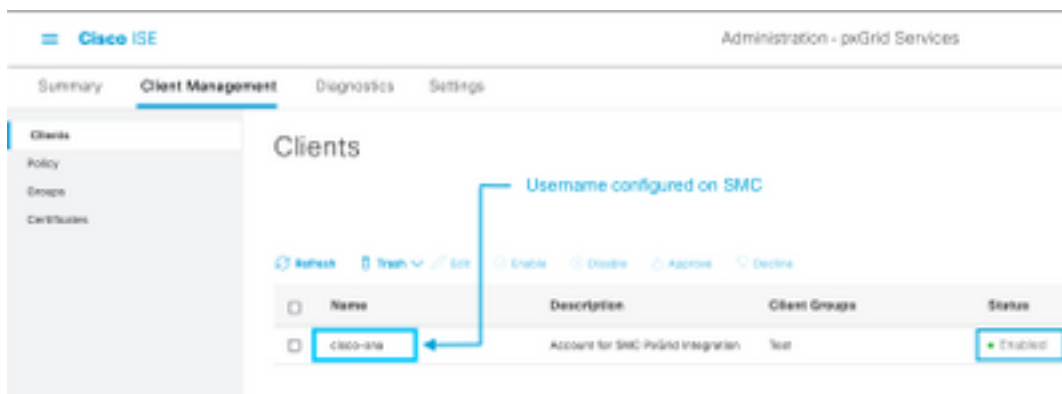 Cisco ISE
Administration - pxGrid Services
Summary Client Management Diagnostics Settings
Clients
Policy
Groups
Certificates
Clients
Username configured on SMC
Refresh Trash Edit Enable Disable Approve Decline
Name Description Client Groups Status
cisco-sna Account for SMC PxGrid Integration Test Enabled